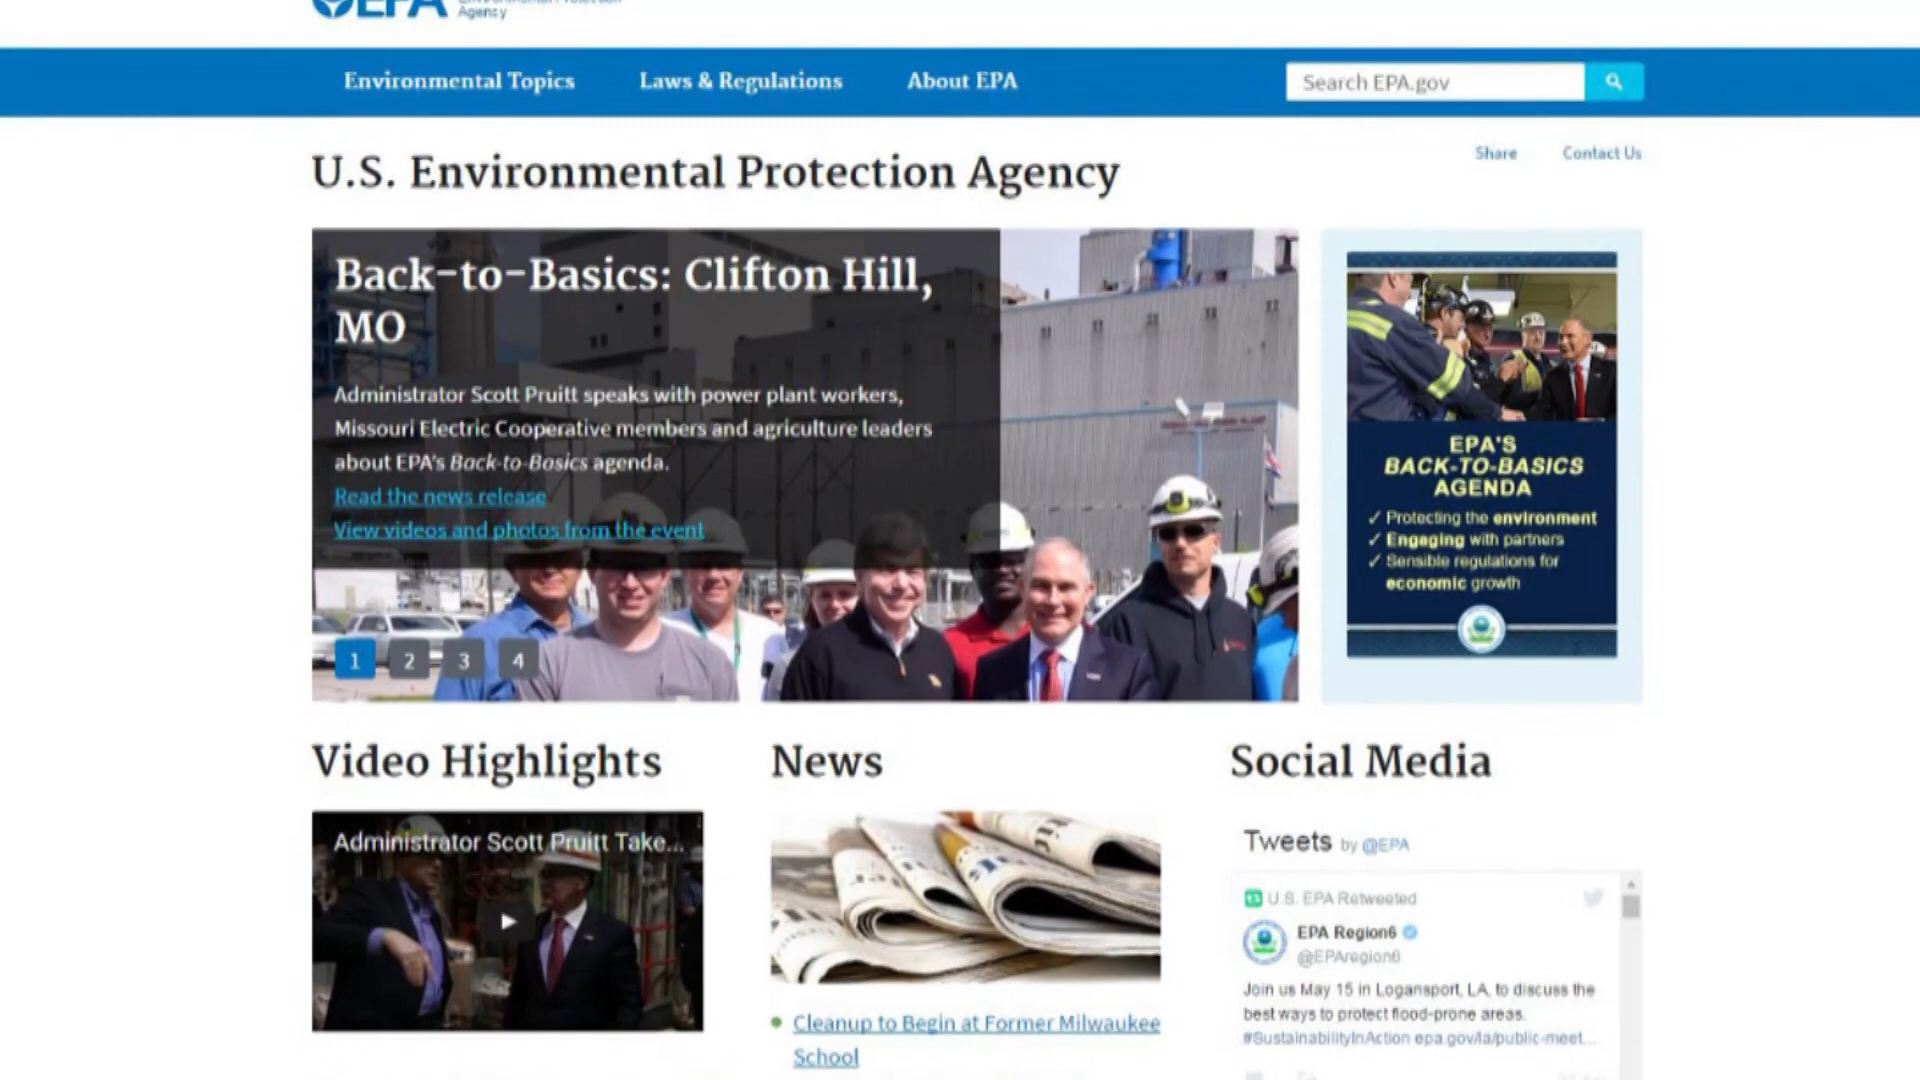 EPA
Agency
Environmental Topics
Laws & Regulations
About EPA
Search EPA.gov
Share
Contact Us
U.S. Environmental Protection Agency
Back-to-Basics: Clifton Hill,
MO
Administrator Scott Pruitt speaks with power plant workers,
Missouri Electric Cooperative members and agriculture leaders
about EPA's Back-to-Basics agenda.
Read the news release
View videos and photos from the event
1 2 3 4
EPA'S
BACK-TO-BASICS
AGENDA
✓ Protecting the environment
✓ Engaging with partners
✓ Sensible regulations for
economic growth
Video Highlights
Administrator Scott Pruitt Take...
News
Cleanup to Begin at Former Milwaukee
School
Social Media
Tweets by @EPA
U.S. EPA Retweeted
EPA Region6
@EPAregion6
Join us May 15 in Logansport, LA, to discuss the
best ways to protect flood-prone areas.
#SustainabilityInAction epa.gov/la/public-meet...